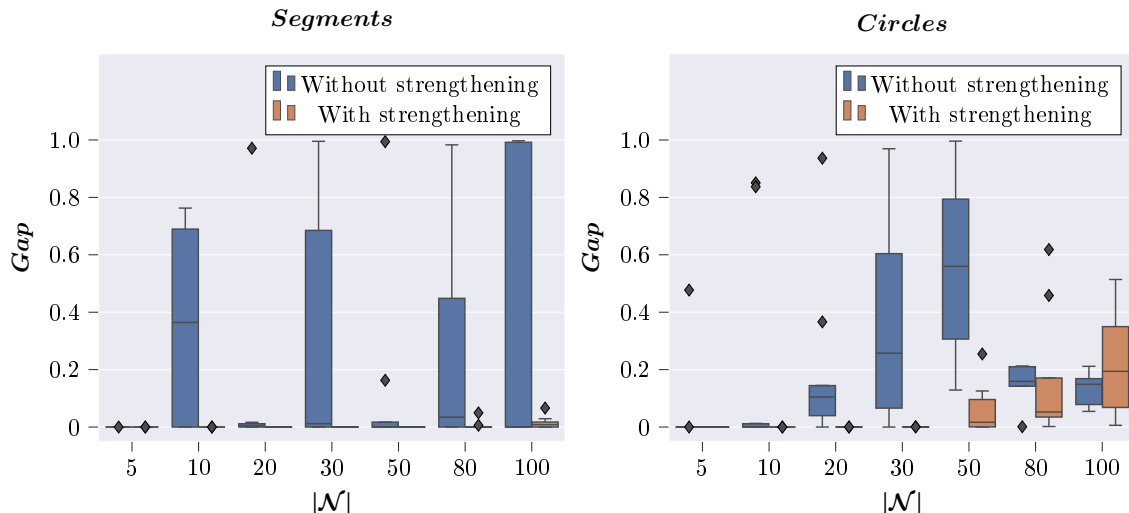 Segments
Without strengthening
With strengthening
1.0
0.8
0.6
0.4
0.2
0
Gap
5 10 20 30 50 80 100
|𝒩|
Circles
Without strengthening
With strengthening
1.0
0.8
0.6
0.4
0.2
0
Gap
5 10 20 30 50 80 100
|𝒩|